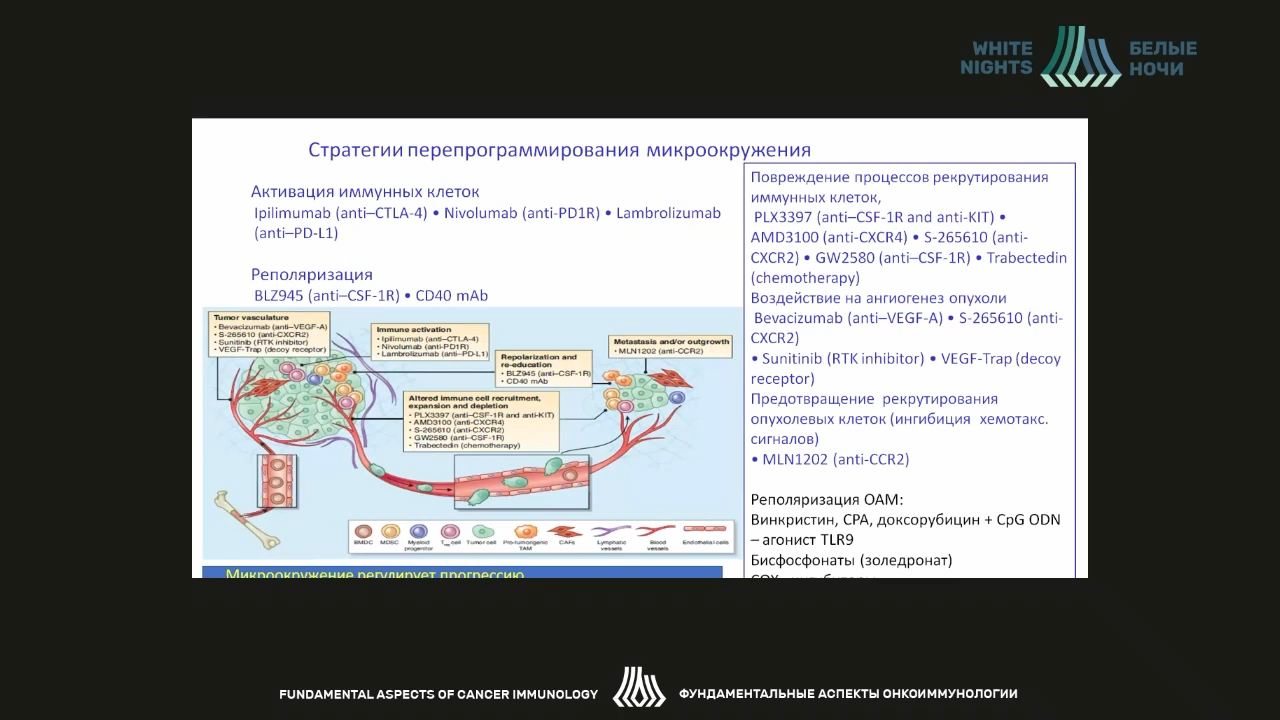 WHITE
NIGHTS
БЕЛЫЕ
НОЧИ
Стратегии перепрограммирования микроокружения
Активация иммунных клеток
Ipilimumab (anti–CTLA-4) • Nivolumab (anti-PD1R) • Lambrolizumab
(anti–PD-L1)
Реполяризация
BLZ945 (anti–CSF-1R) • CD40 mAb
Tumor vasculature
• Bevacizumab (anti–VEGF-A)
• S-265610 (anti-CXCR2)
• Sunitinib (RTK inhibitor)
• VEGF-Trap (decoy receptor)
Immune activation
• Ipilimumab (anti–CTLA-4)
• Nivolumab (anti-PD1R)
• Lambrolizumab (anti–PD-L1)
Repolarization and
re-education
• BLZ945 (anti–CSF-1R)
• CD40 mAb
Metastasis and/or outgrowth
• MLN1202 (anti-CCR2)
Altered immune cell recruitment,
expansion and depletion
• PLX3397 (anti–CSF-1R and anti-KIT)
• AMD3100 (anti-CXCR4)
• S-265610 (anti-CXCR2)
• GW2580 (anti–CSF-1R)
• Trabectedin (chemotherapy)
BMDC
MDSC
Myeloid
progenitor
cell
Tumor cell
Pro-tumorigenic
TAM
CAFs
Lymphatic
vessels
Blood
vessels
Endothelial cells
Микроокружение регулирует прогрессию
Повреждение процессов рекрутирования
иммунных клеток,
PLX3397 (anti–CSF-1R and anti-KIT) •
AMD3100 (anti-CXCR4) • S-265610 (anti-
CXCR2) • GW2580 (anti–CSF-1R) • Trabectedin
(chemotherapy)
Воздействие на ангиогенез опухоли
Bevacizumab (anti–VEGF-A) • S-265610 (anti-
CXCR2)
• Sunitinib (RTK inhibitor) • VEGF-Trap (decoy
receptor)
Предотвращение рекрутирования
опухолевых клеток (ингибиция хемотакс.
сигналов)
• MLN1202 (anti-CCR2)
Реполяризация ОАМ:
Винкристин, CPA, доксорубицин + CpG ODN
– агонист TLR9
Бисфосфонаты (золедронат)
FUNDAMENTAL ASPECTS OF CANCER IMMUNOLOGY
ФУНДАМЕНТАЛЬНЫЕ АСПЕКТЫ ОНКОИММУНОЛОГИИ